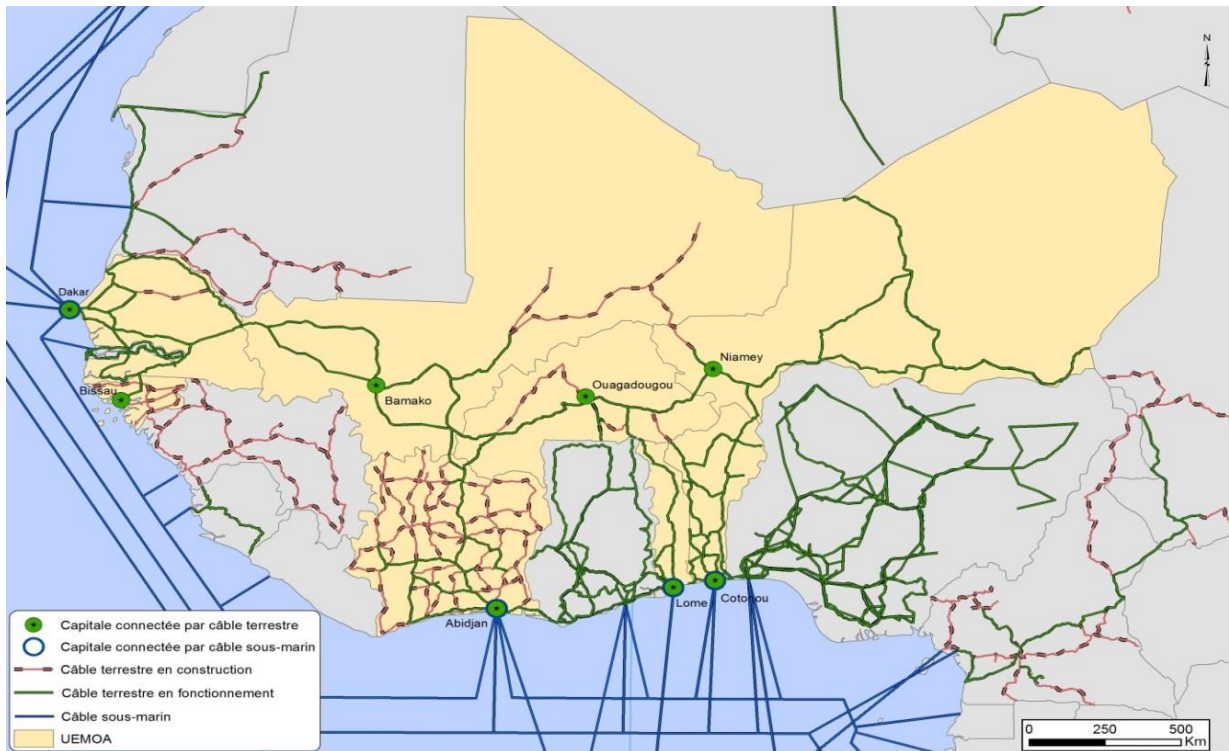 N
Dakar
Bissau
Bamako
Ouagadougou
Niamey
Abidjan
Lome
Cotonou
Capitale connectée par câble terrestre
Capitale connectée par câble sous-marin
Câble terrestre en construction
Câble terrestre en fonctionnement
Câble sous-marin
UEMOA
0 250 500
Km